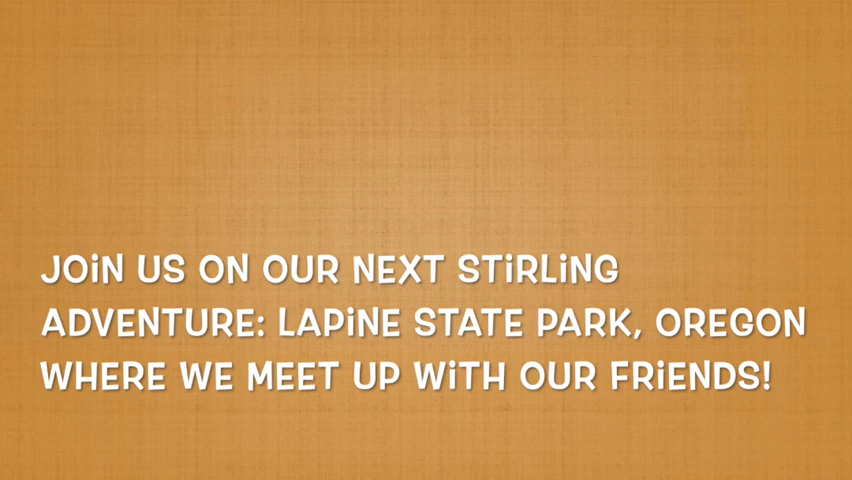 JOiN US ON OUR NEXT STiRLiNG
ADVENTURE: LAPiNE STATE PARK, OREGON
WHERE WE MEET UP WiTH OUR FRiENDS!